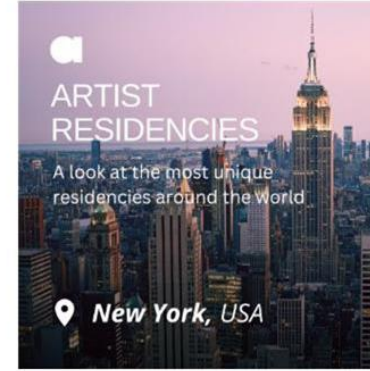 ARTIST
RESIDENCIES
A look at the most unique
residencies around the world
New York, USA